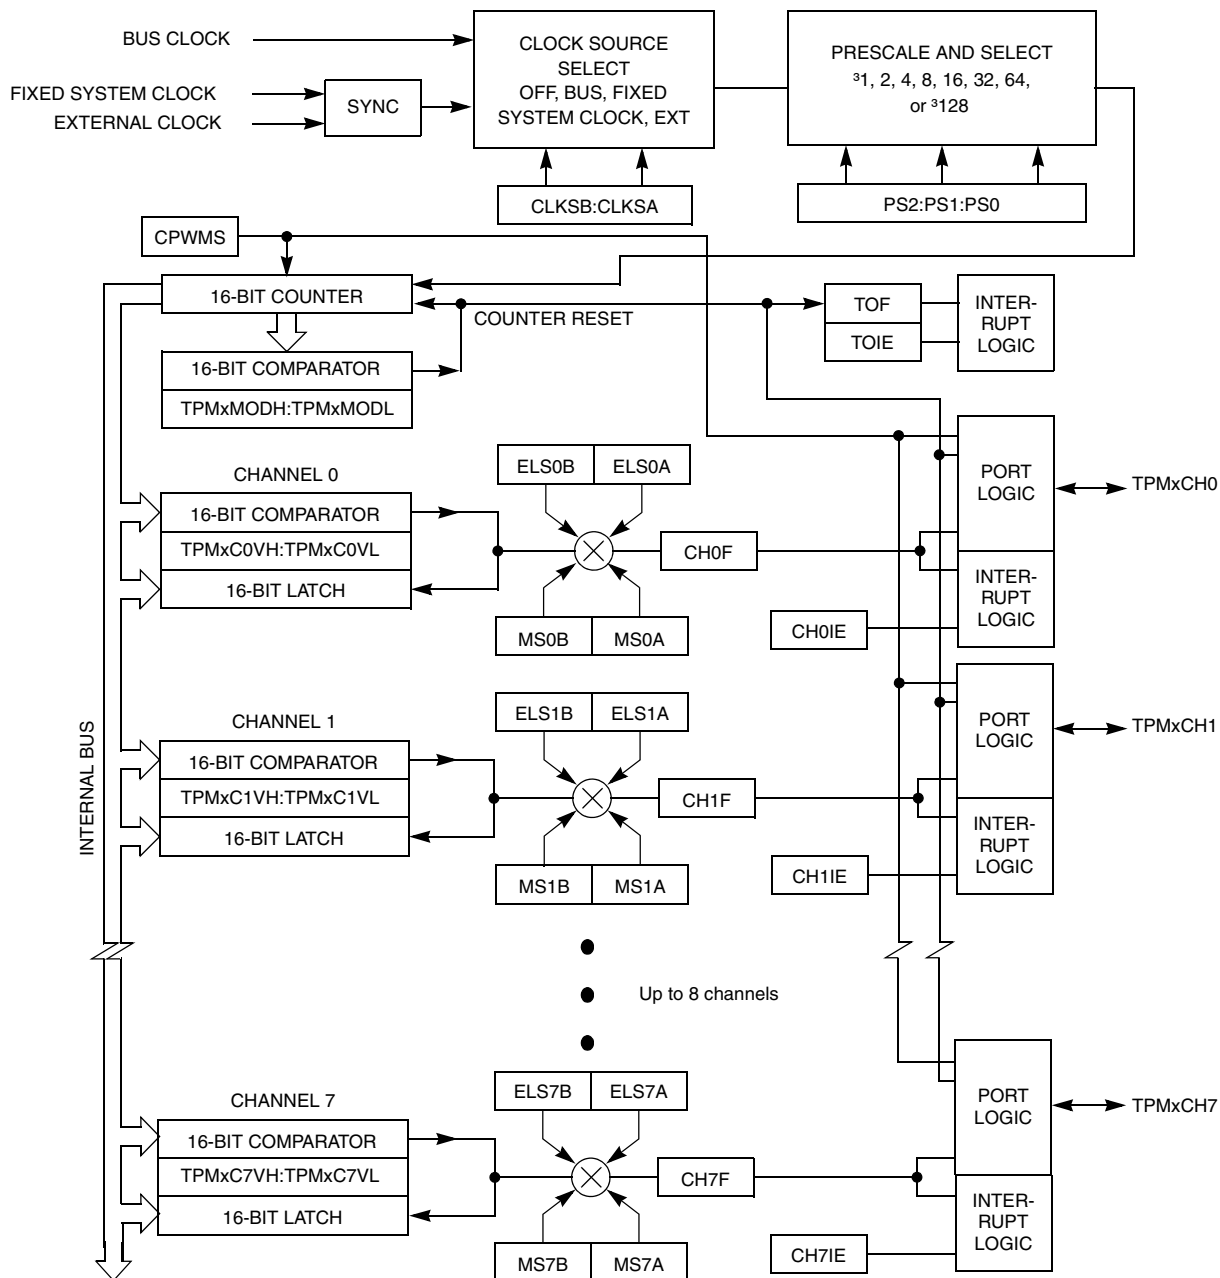 BUS CLOCK
FIXED SYSTEM CLOCK
EXTERNAL CLOCK
SYNC
CLOCK SOURCE
SELECT
OFF, BUS, FIXED
SYSTEM CLOCK, EXT
PRESCALE AND SELECT
³1, 2, 4, 8, 16, 32, 64,
or ³128
CLKSB:CLKSA
PS2:PS1:PS0
CPWMS
16-BIT COUNTER
COUNTER RESET
TOF
TOIE
INTER-
RUPT
LOGIC
16-BIT COMPARATOR
TPMxMODH:TPMxMODL
INTERNAL BUS
CHANNEL 0
16-BIT COMPARATOR
TPMxC0VH:TPMxC0VL
16-BIT LATCH
ELS0B
ELS0A
MS0B
MS0A
CH0F
CH0IE
PORT
LOGIC
INTER-
RUPT
LOGIC
TPMxCH0
CHANNEL 1
16-BIT COMPARATOR
TPMxC1VH:TPMxC1VL
16-BIT LATCH
ELS1B
ELS1A
MS1B
MS1A
CH1F
CH1IE
PORT
LOGIC
INTER-
RUPT
LOGIC
TPMxCH1
Up to 8 channels
CHANNEL 7
16-BIT COMPARATOR
TPMxC7VH:TPMxC7VL
16-BIT LATCH
ELS7B
ELS7A
MS7B
MS7A
CH7F
CH7IE
PORT
LOGIC
INTER-
RUPT
LOGIC
TPMxCH7